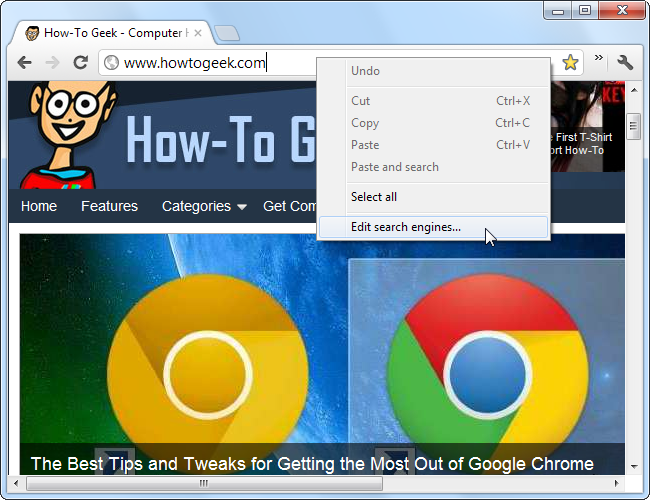 How-To Geek - Computer
www.howtogeek.com
Undo
Cut Ctrl+X
Copy Ctrl+C
Paste Ctrl+V
Paste and search
Select all
Edit search engines...
How-To G
KEY
e First T-Shirt
ort How-To
Home Features Categories Get Com
The Best Tips and Tweaks for Getting the Most Out of Google Chrome